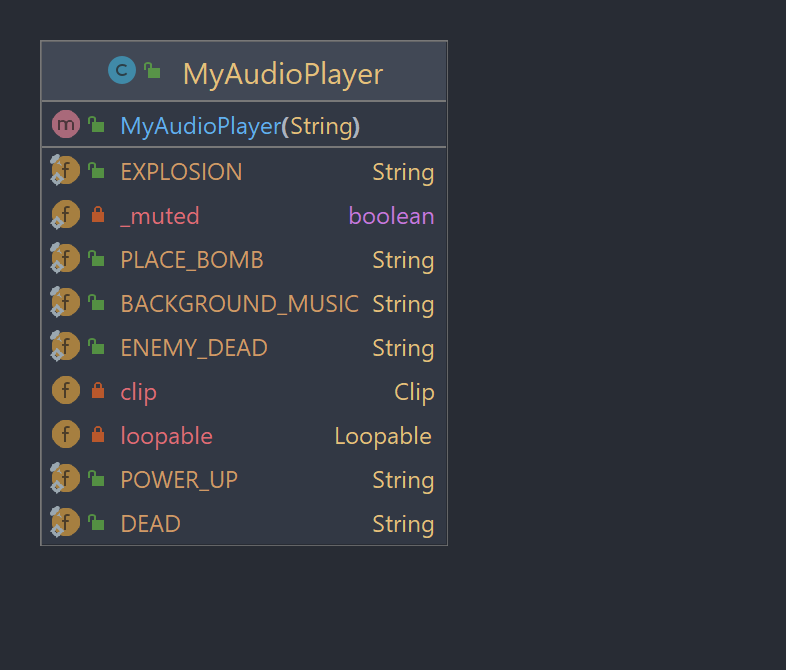 C MyAudioPlayer
m MyAudioPlayer(String)
f EXPLOSION String
f _muted boolean
f PLACE_BOMB String
f BACKGROUND_MUSIC String
f ENEMY_DEAD String
f clip Clip
f loopable Loopable
f POWER_UP String
f DEAD String